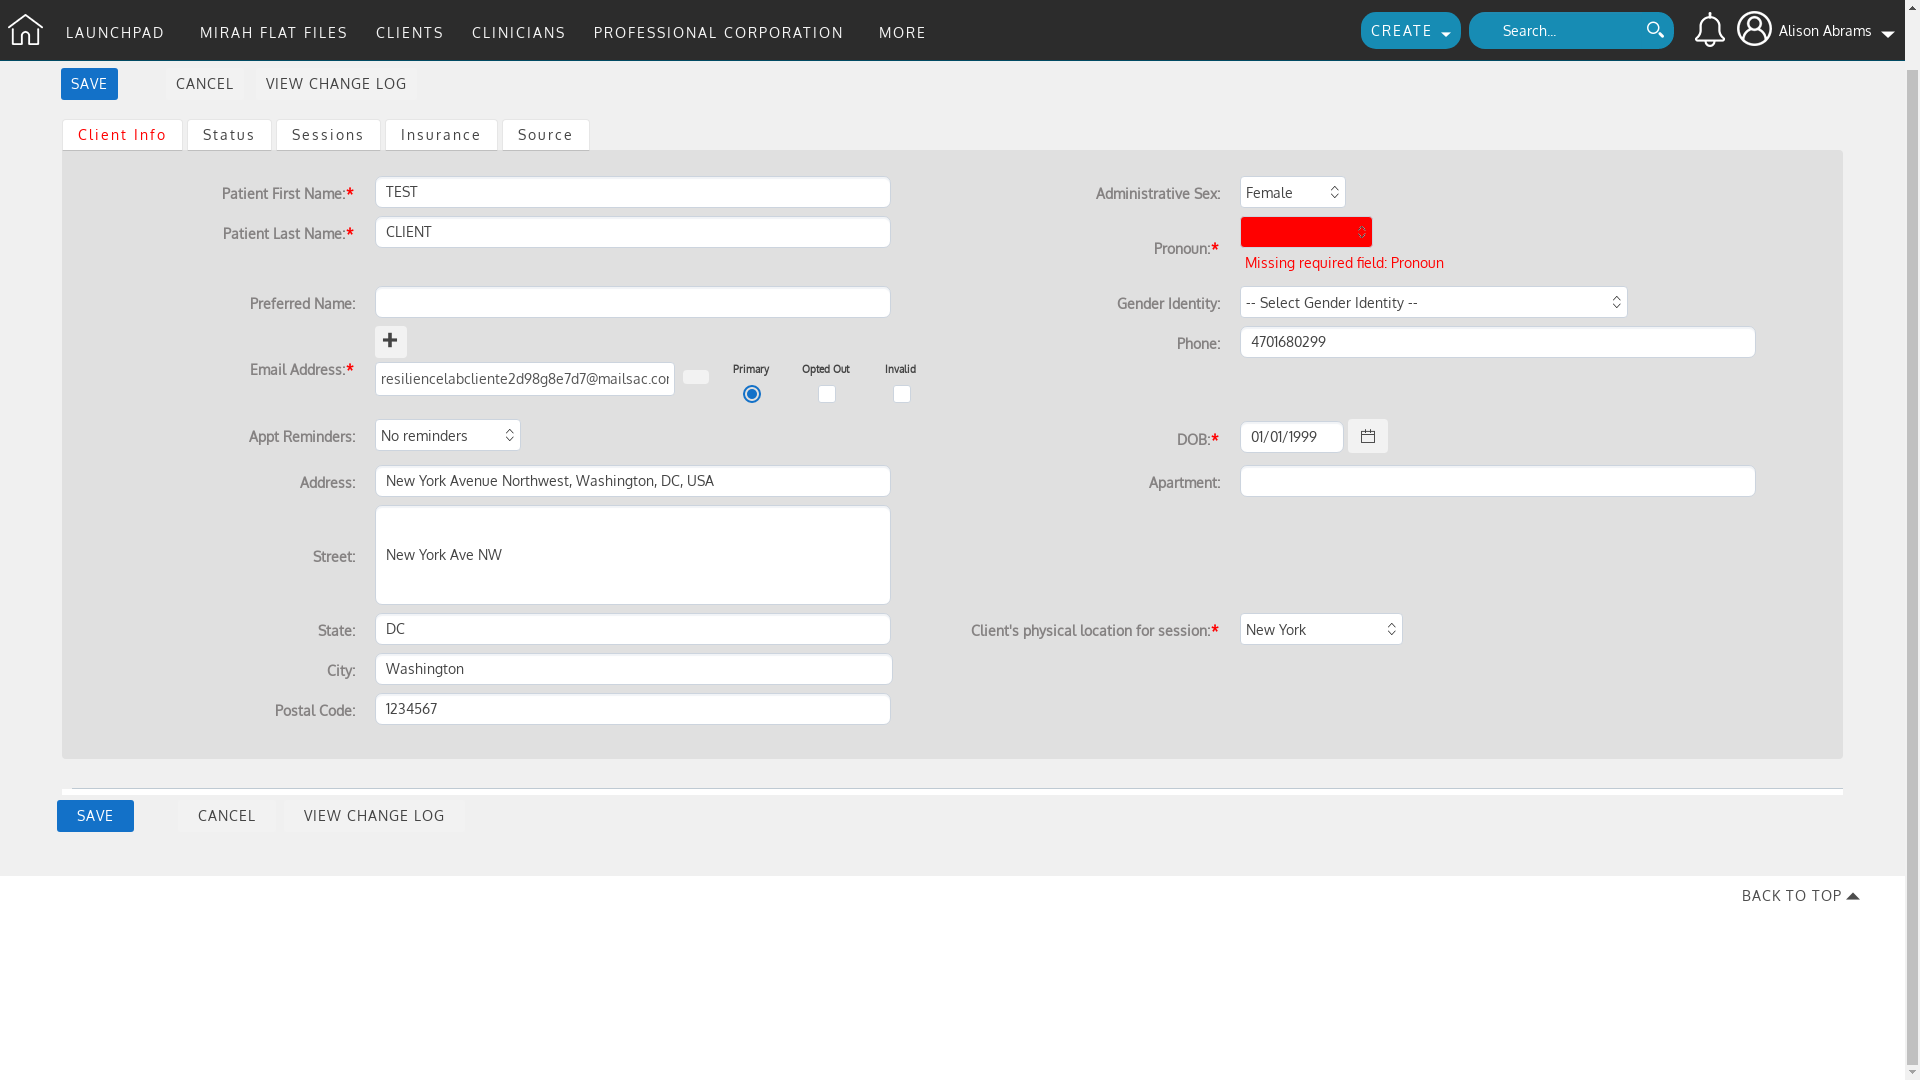 LAUNCHPAD MIRAH FLAT FILES CLIENTS CLINICIANS PROFESSIONAL CORPORATION MORE CREATE Search... Alison Abrams
SAVE CANCEL VIEW CHANGE LOG
Client Info Status Sessions Insurance Source
Patient First Name:* TEST Administrative Sex: Female
Patient Last Name:* CLIENT Pronoun:*
Missing required field: Pronoun
Preferred Name: Gender Identity: -- Select Gender Identity --
Phone: 4701680299
Email Address:* resiliencelabcliente2d98g8e7d7@mailsac.cor Primary Opted Out Invalid
Appt Reminders: No reminders DOB:* 01/01/1999
Address: New York Avenue Northwest, Washington, DC, USA Apartment:
Street: New York Ave NW
State: DC Client's physical location for session:* New York
City: Washington
Postal Code: 1234567
SAVE CANCEL VIEW CHANGE LOG
BACK TO TOP